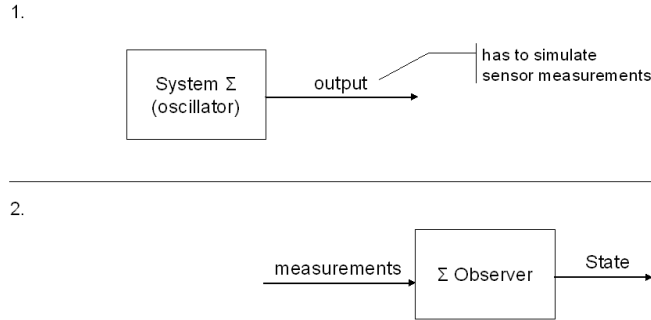 1.
System Σ
(oscillator)
output
has to simulate
sensor measurements
2.
measurements
Σ Observer
State